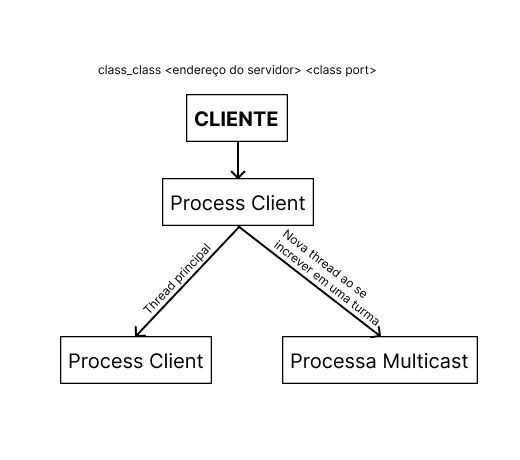 class_class <endereço do servidor> <class port>
CLIENTE
Process Client
Thread principal
Nova thread ao se
increver em uma turma
Process Client
Processa Multicast